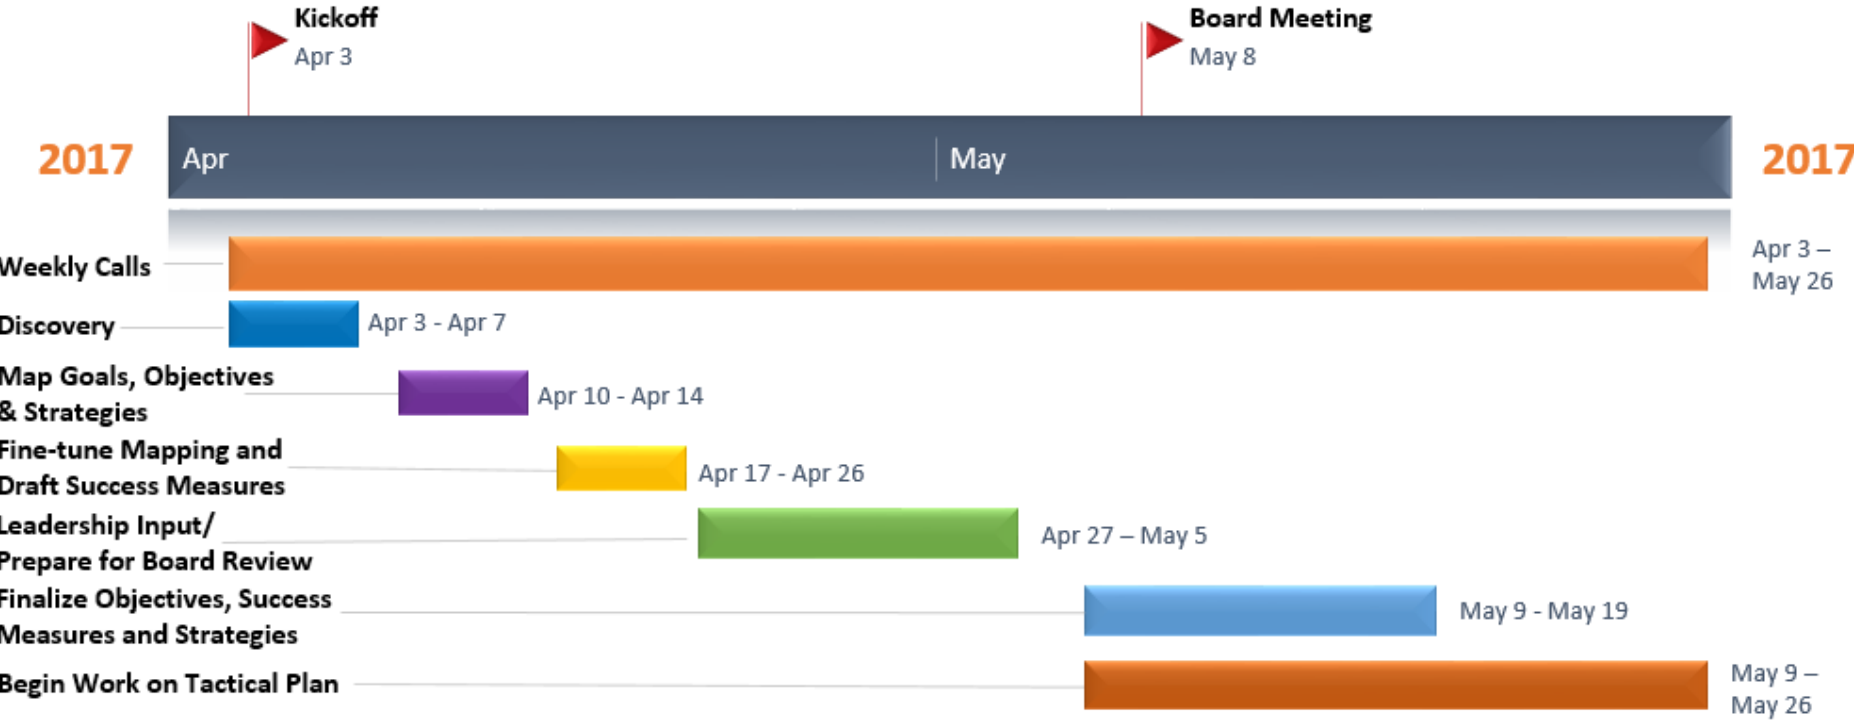 Kickoff
Apr 3
Board Meeting
May 8
2017
Apr
May
2017
Weekly Calls
Apr 3 –
May 26
Discovery
Apr 3 - Apr 7
Map Goals, Objectives
& Strategies
Apr 10 - Apr 14
Fine-tune Mapping and
Draft Success Measures
Apr 17 - Apr 26
Leadership Input/
Prepare for Board Review
Apr 27 – May 5
Finalize Objectives, Success
Measures and Strategies
May 9 - May 19
Begin Work on Tactical Plan
May 9 –
May 26